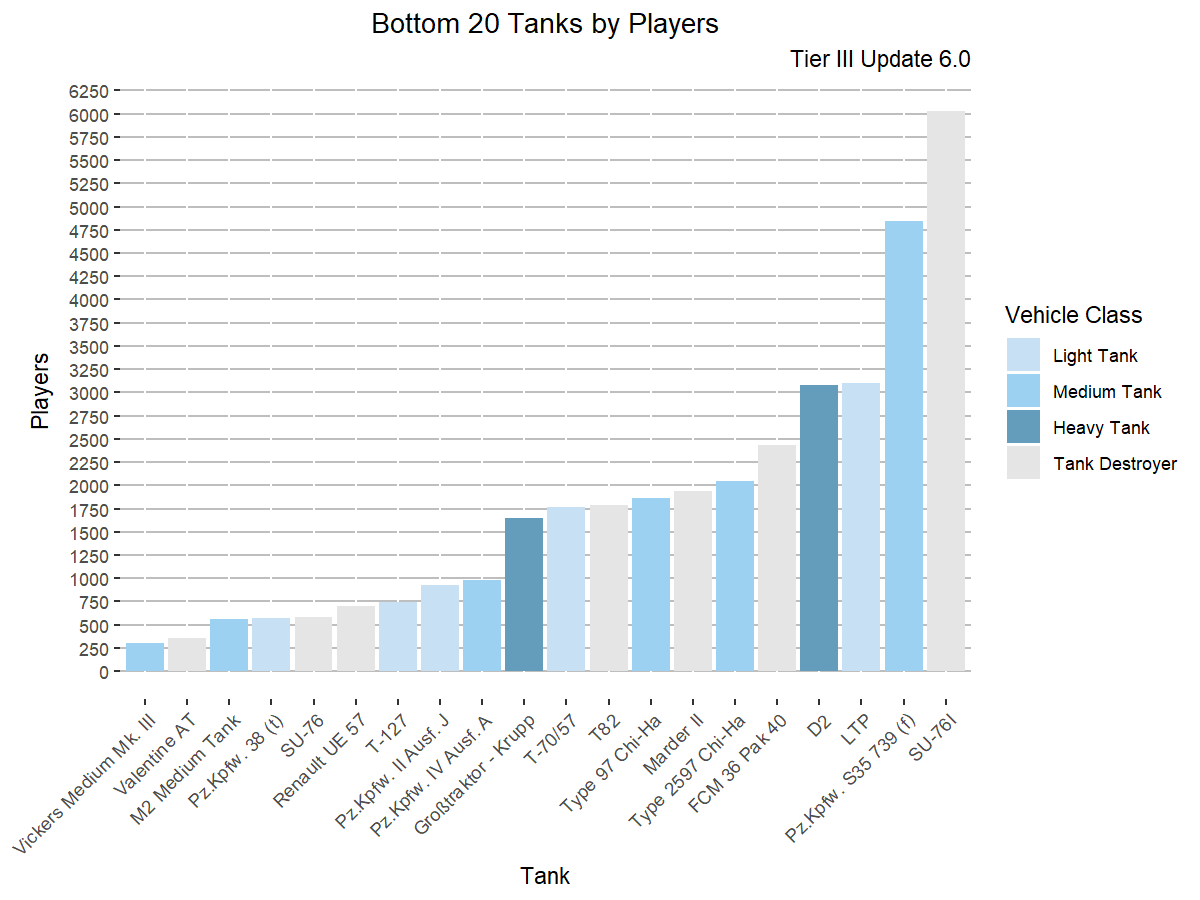 Bottom 20 Tanks by Players
Tier III Update 6.0
Players
6250
6000
5750
5500
5250
5000
4750
4500
4250
4000
3750
3500
3250
3000
2750
2500
2250
2000
1750
1500
1250
1000
750
500
250
0
Vickers Medium Mk. III
Valentine AT
M2 Medium Tank
Pz.Kpfw. 38 (t)
SU-76
Renault UE 57
T-127
Pz.Kpfw. II Ausf. J
Pz.Kpfw. IV Ausf. A
Großtraktor - Krupp
T-70/57
T82
Type 97 Chi-Ha
Marder II
Type 2597 Chi-Ha
FCM 36 Pak 40
D2
LTP
Pz.Kpfw. S35 739 (f)
SU-76I
Tank
Vehicle Class
Light Tank
Medium Tank
Heavy Tank
Tank Destroyer